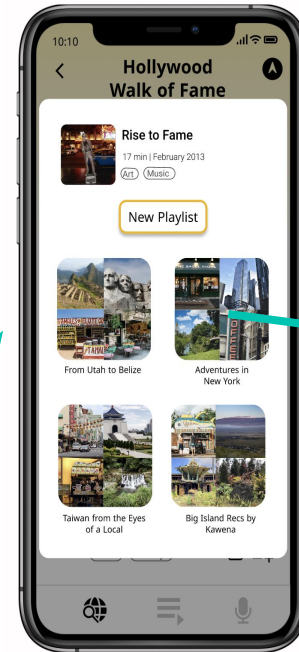 10:10
Hollywood
Walk of Fame
Rise to Fame
17 min | February 2013
Art
Music
New Playlist
From Utah to Belize
Adventures in
New York
Taiwan from the Eyes
of a Local
Big Island Recs by
Kawena